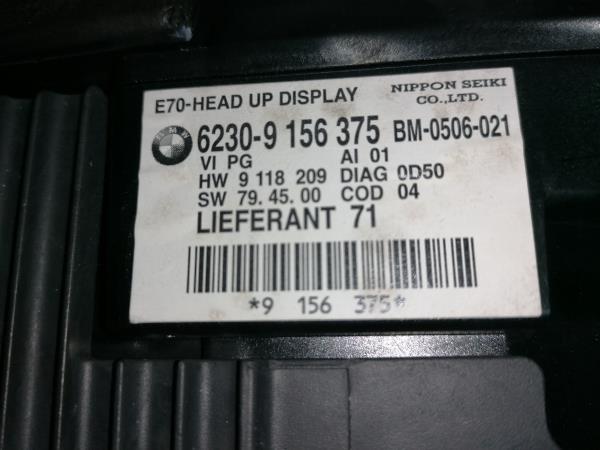 E70-HEAD UP DISPLAY
NIPPON SEIKI
CO.,LTD.
BMW
6230-9 156 375 BM-0506-021
VI PG AI 01
HW 9 118 209 DIAG 0D50
SW 79.45.00 COD 04
LIEFERANT 71
*9 156 375*